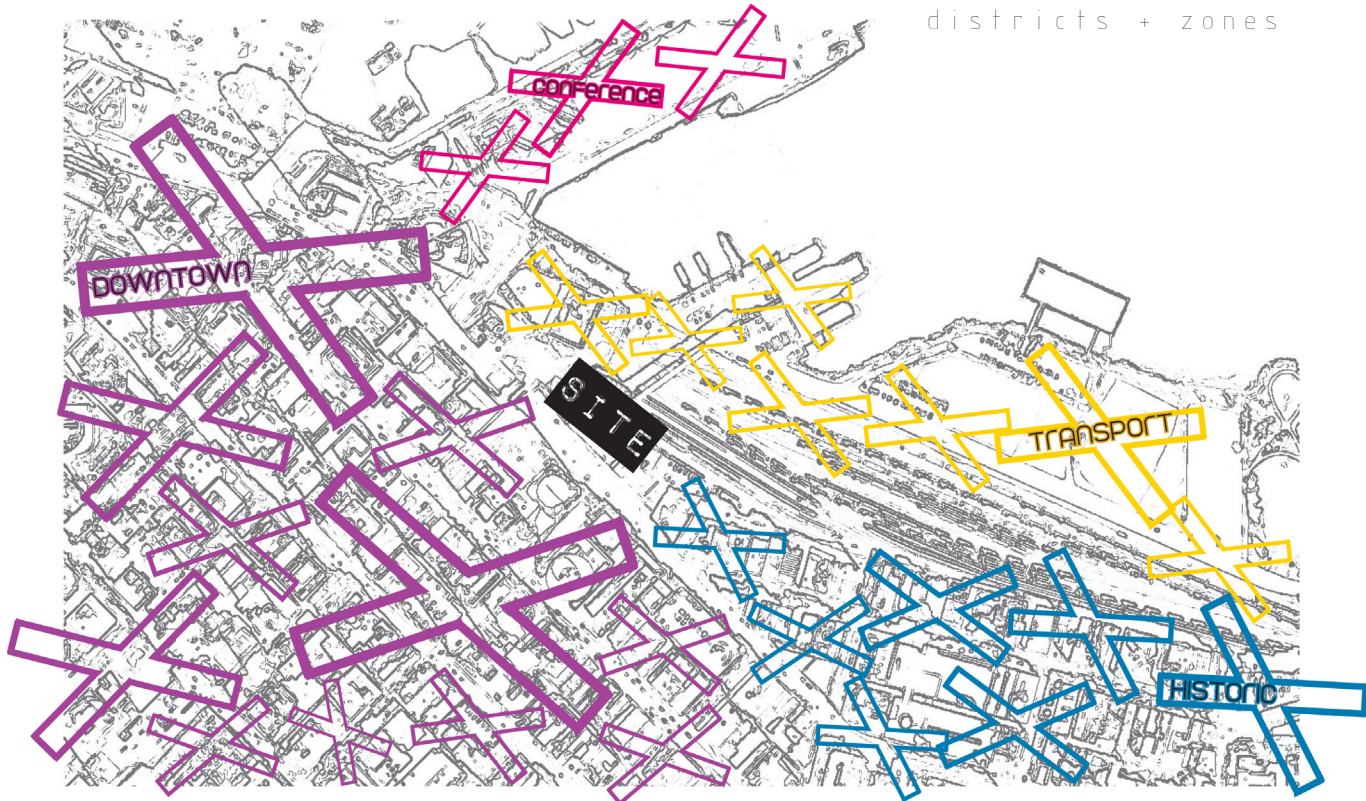 districts + zones
conference
DOWNTOWN
SITE
TRANSPORT
HISTORIC